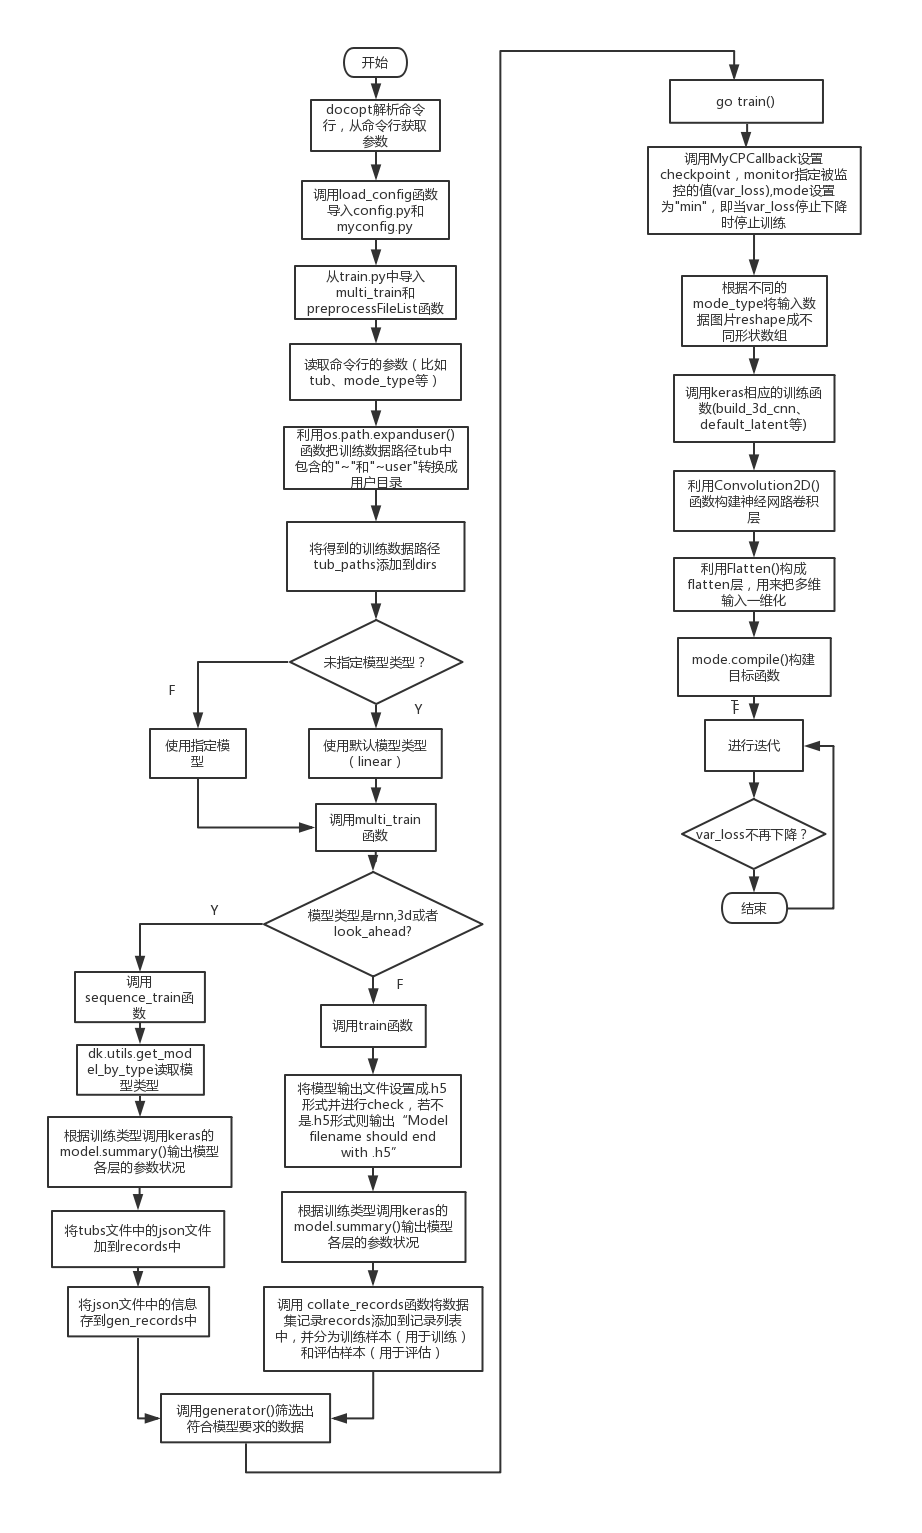 开始
docopt解析命令
行，从命令行获取
参数
调用load_config函数
导入config.py和
myconfig.py
从train.py中导入
multi_train和
preprocessFileList函数
读取命令行的参数（比如
tub、mode_type等）
利用os.path.expanduser()
函数把训练数据路径tub中
包含的"~"和"~user"转换成
用户目录
将得到的训练数据路径
tub_paths添加到dirs
未指定模型类型？
F
Y
使用指定模
型
使用默认模型类型
（linear）
调用multi_train
函数
模型类型是rnn,3d或者
look_ahead?
Y
F
调用
sequence_train函
数
dk.utils.get_mod
el_by_type读取模
型类型
根据训练类型调用keras的
model.summary()输出模型
各层的参数状况
将tubs文件中的json文件
加到records中
将json文件中的信息
存到gen_records中
调用train函数
将模型输出文件设置成.h5
形式并进行check，若不
是.h5形式则输出“Model
filename should end
with .h5”
根据训练类型调用keras的
model.summary()输出模型
各层的参数状况
调用 collate_records函数将数据
集记录records添加到记录列表
中，并分为训练样本（用于训练）
和评估样本（用于评估）
调用generator()筛选出
符合模型要求的数据
go train()
调用MyCPCallback设置
checkpoint，monitor指定被监
控的值(var_loss),mode设置
为"min"，即当var_loss停止下降
时停止训练
根据不同的
mode_type将输入数
据图片reshape成不
同形状数组
调用keras相应的训练函
数(build_3d_cnn、
default_latent等)
利用Convolution2D()
函数构建神经网路卷积
层
利用Flatten()构成
flatten层，用来把多维
输入一维化
mode.compile()构建
目标函数
T
F
进行迭代
var_loss不再下降？
结束